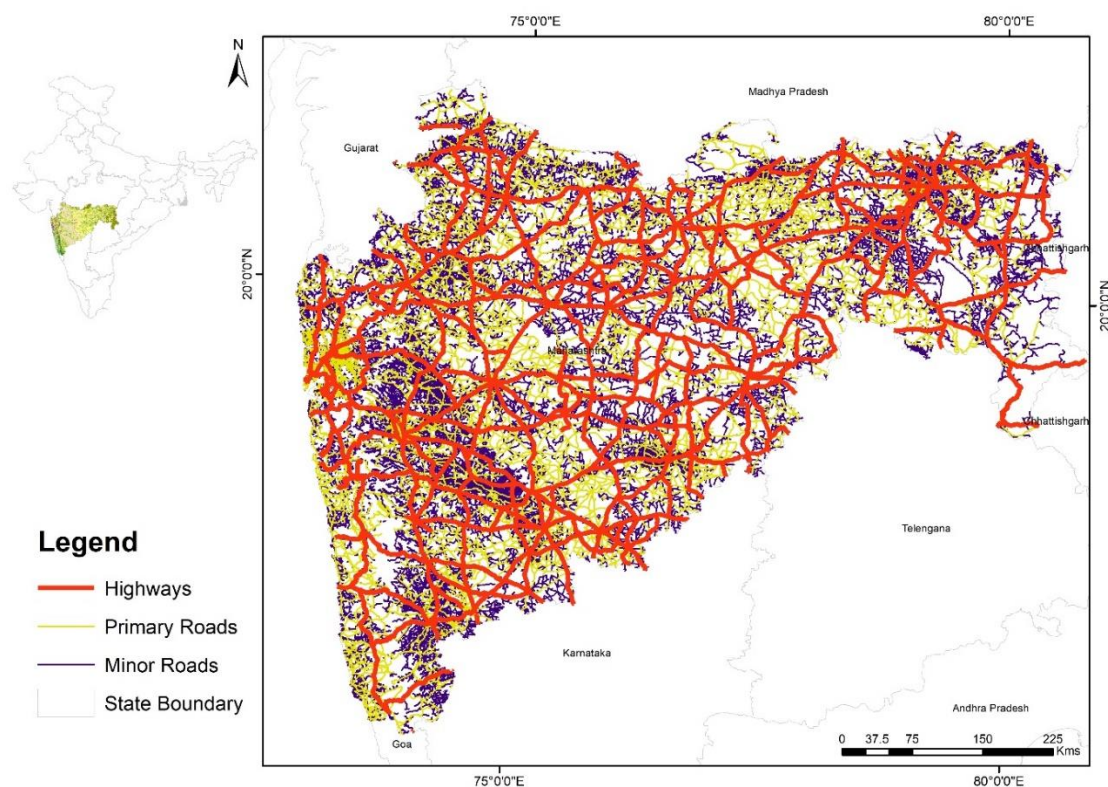 75°0'0"E
80°0'0"E
N
Madhya Pradesh
Gujarat
Chhattishgarh
20°0'0"N
20°0'0"N
Maharashtra
Chhattishgarh
Telengana
Legend
Highways
Primary Roads
Minor Roads
State Boundary
Karnataka
Andhra Pradesh
Goa
0 37.5 75 150 225
Kms
75°0'0"E
80°0'0"E